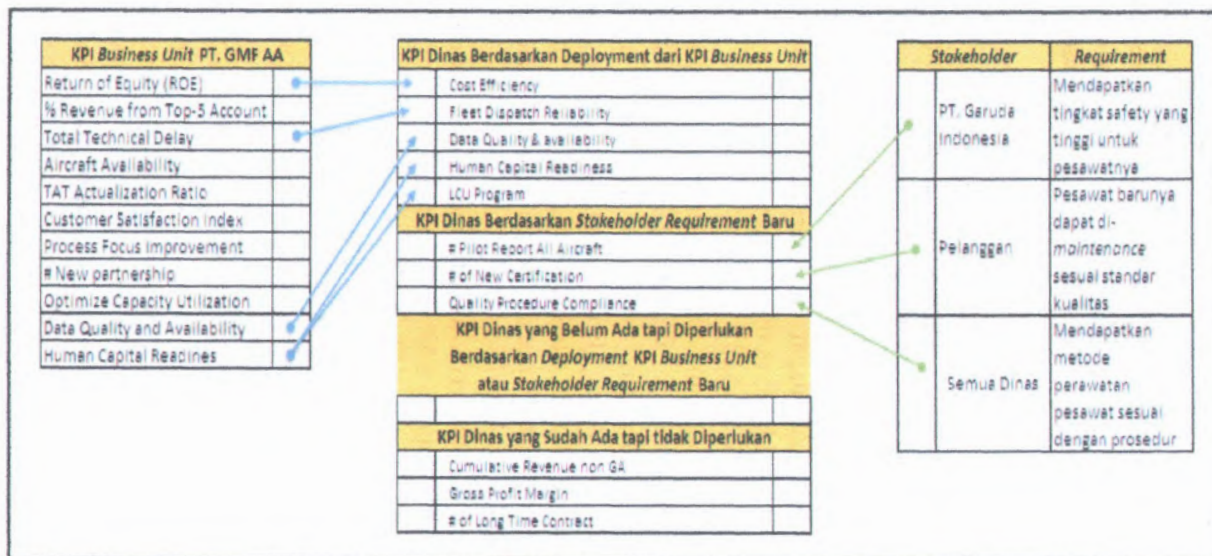 KPI Business Unit PT. GMF AA
Return of Equity (ROE)
% Revenue from Top-5 Account
Total Technical Delay
Aircraft Availability
TAT Actualization Ratio
Customer Satisfaction Index
Process Focus Improvement
# New partnership
Optimize Capacity Utilization
Data Quality and Availability
Human Capital Readines
KPI Dinas Berdasarkan Deployment dari KPI Business Unit
Cost Efficiency
Fleet Dispatch Reliability
Data Quality & availability
Human Capital Readiness
LCU Program
KPI Dinas Berdasarkan Stakeholder Requirement Baru
# Pilot Report All Aircraft
# of New Certification
Quality Procedure Compliance
KPI Dinas yang Belum Ada tapi Diperlukan
Berdasarkan Deployment KPI Business Unit
atau Stakeholder Requirement Baru
KPI Dinas yang Sudah Ada tapi tidak Diperlukan
Cumulative Revenue non GA
Gross Profit Margin
# of Long Time Contract
Stakeholder Requirement
PT. Garuda
Indonesia
Mendapatkan
tingkat safety yang
tinggi untuk
pesawatnya
Pelanggan
Pesawat barunya
dapat di-
maintenance
sesuai standar
kualitas
Semua Dinas
Mendapatkan
metode
perawatan
pesawat sesuai
dengan prosedur